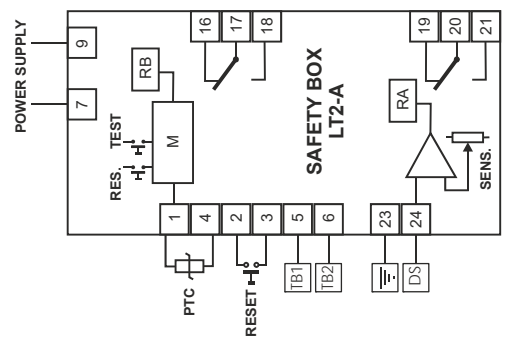 POWER SUPPLY
9
7
16
17
18
19
20
21
RB
TEST
RES.
M
SAFETY BOX
LT2-A
RA
SENS.
1
4
2
3
5
6
23
24
PTC
RESET
TB1
TB2
DS